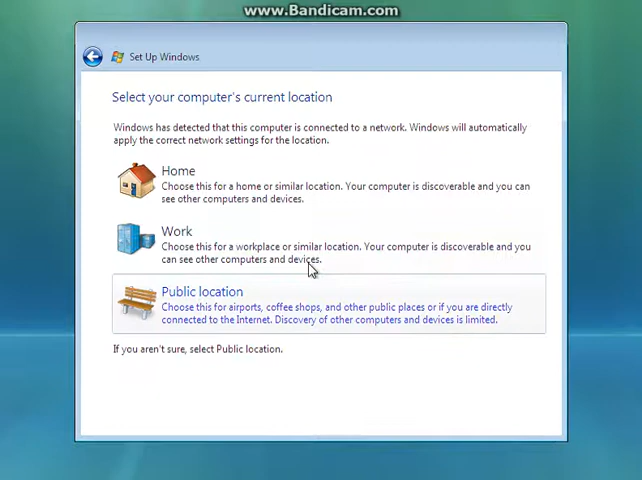 www.Bandicam.com
Set Up Windows
Select your computer's current location
Windows has detected that this computer is connected to a network. Windows will automatically
apply the correct network settings for the location.
Home
Choose this for a home or similar location. Your computer is discoverable and you can
see other computers and devices.
Work
Choose this for a workplace or similar location. Your computer is discoverable and you
can see other computers and devices.
Public location
Choose this for airports, coffee shops, and other public places or if you are directly
connected to the Internet. Discovery of other computers and devices is limited.
If you aren't sure, select Public location.